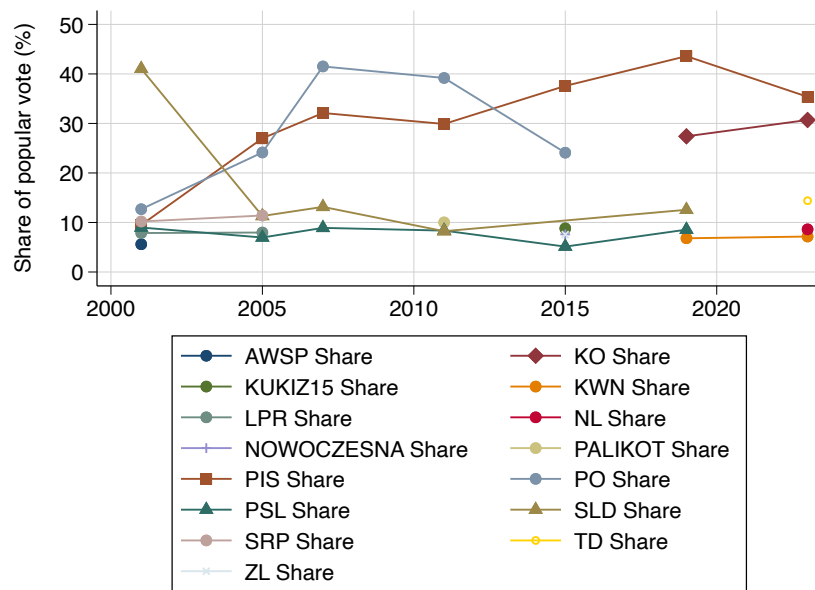 Share of popular vote (%)
50
40
30
20
10
0
2000 2005 2010 2015 2020
AWSP Share KO Share
KUKIZ15 Share KWN Share
LPR Share NL Share
NOWOCZESNA Share PALIKOT Share
PIS Share PO Share
PSL Share SLD Share
SRP Share TD Share
ZL Share